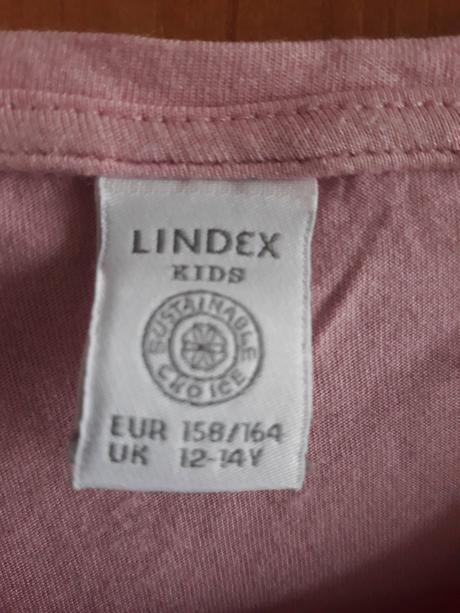 LINDEX
KIDS
SUSTAINABLE
CHOICE
EUR 158/164
UK 12-14Y